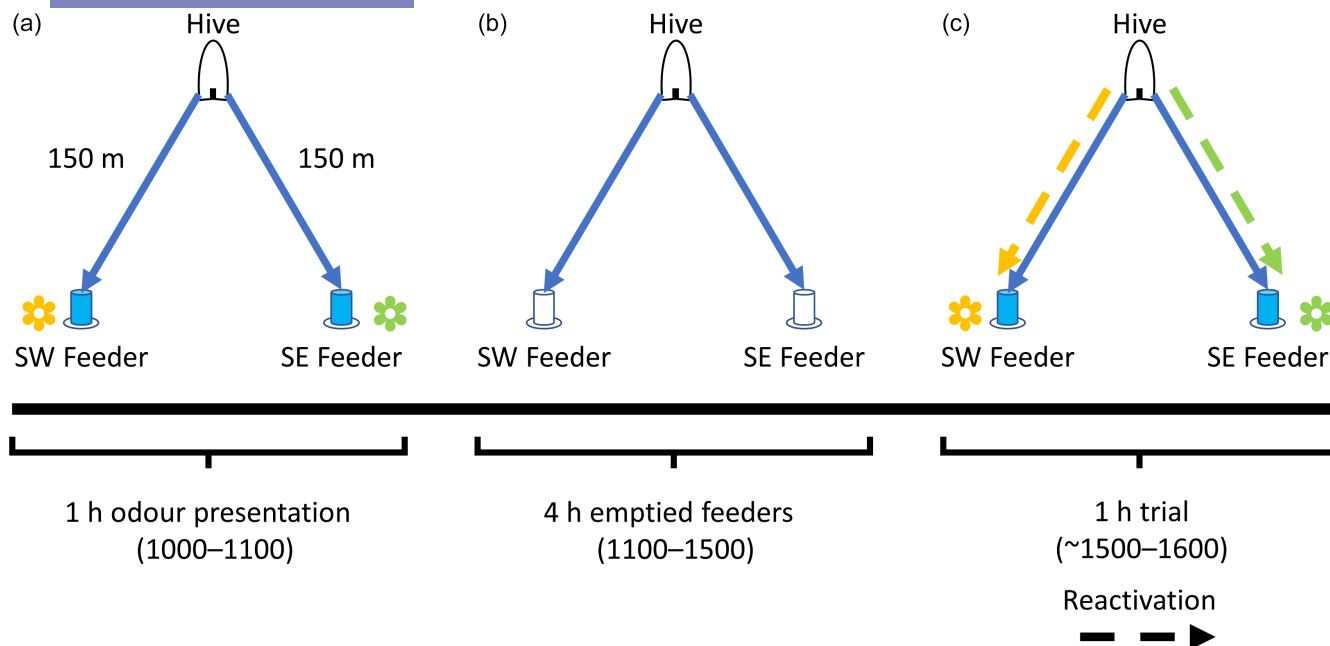 (a)
Hive
150 m
150 m
SW Feeder
SE Feeder
1 h odour presentation
(1000–1100)
(b)
Hive
SW Feeder
SE Feeder
4 h emptied feeders
(1100–1500)
(c)
Hive
SW Feeder
SE Feeder
1 h trial
(~1500–1600)
Reactivation